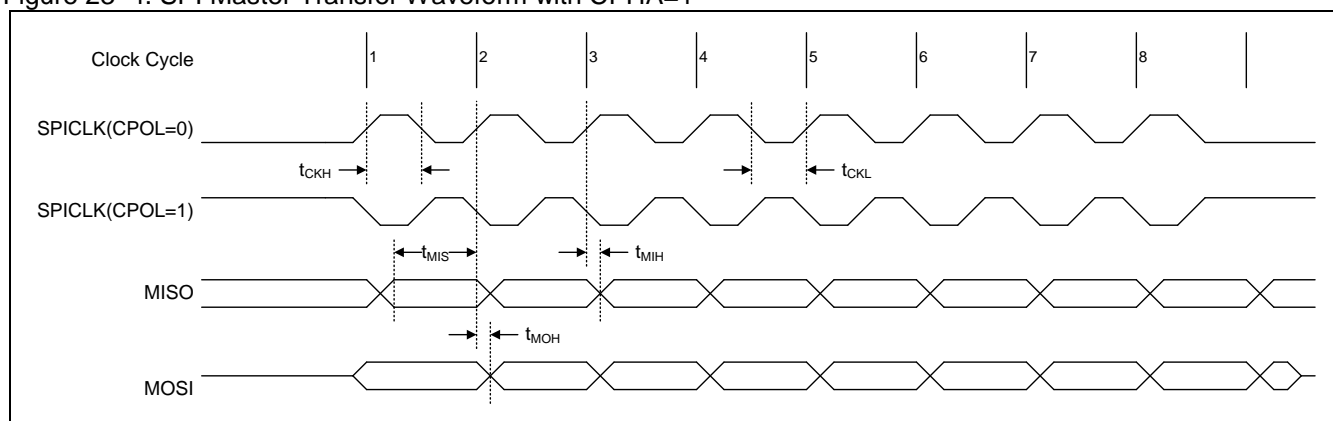 Figure 28-4. SPI Master Transfer Waveform with CPHA=1
Clock Cycle
1 2 3 4 5 6 7 8
SPICLK(CPOL=0)
tCKH
tCKL
SPICLK(CPOL=1)
tMIS
tMIH
MISO
tMOH
MOSI